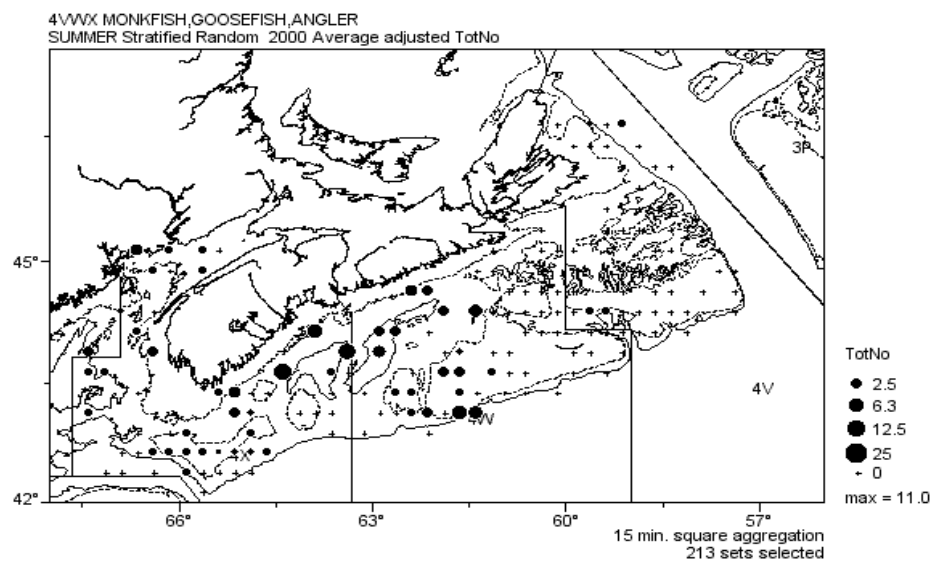 4VWX MONKFISH,GOOSEFISH,ANGLER
SUMMER Stratified Random 2000 Average adjusted TotNo
3P
45°
TotNo
2.5
4V
6.3
4W
12.5
4X
25
0
42°
max = 11.0
66°
63°
60°
57°
15 min. square aggregation
213 sets selected